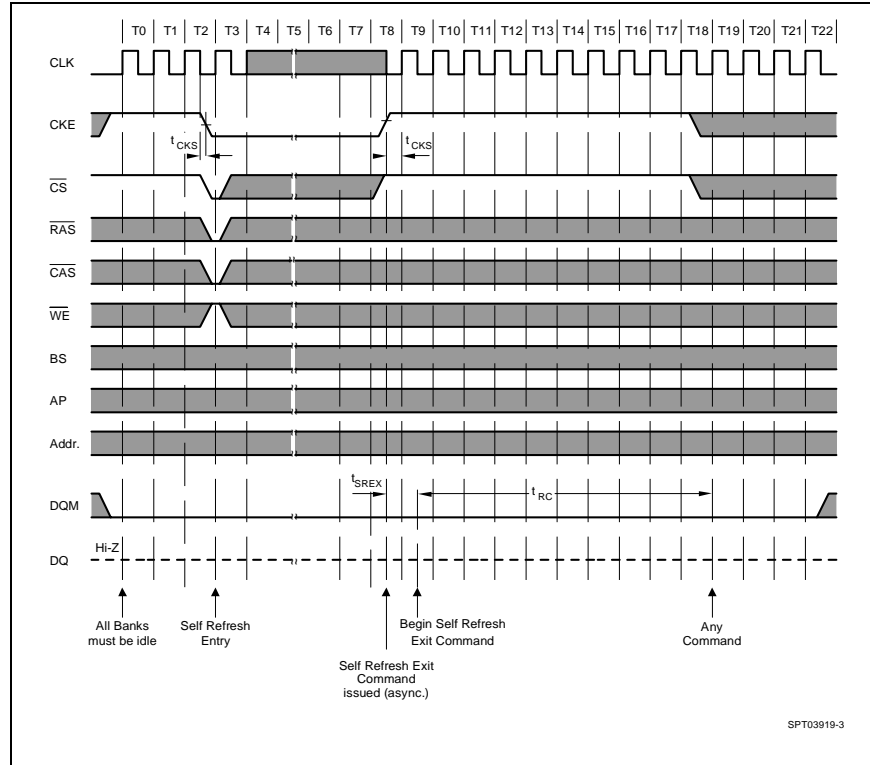 T0 T1 T2 T3 T4 T5 T6 T7 T8 T9 T10 T11 T12 T13 T14 T15 T16 T17 T18 T19 T20 T21 T22
CLK
CKE
tCKS tCKS
CS
RAS
CAS
WE
BS
AP
Addr.
tSREX tRC
DQM
Hi-Z
DQ
All Banks
must be idle
Self Refresh
Entry
Self Refresh Exit
Command
issued (async.)
Begin Self Refresh
Exit Command
Any
Command
SPT03919-3